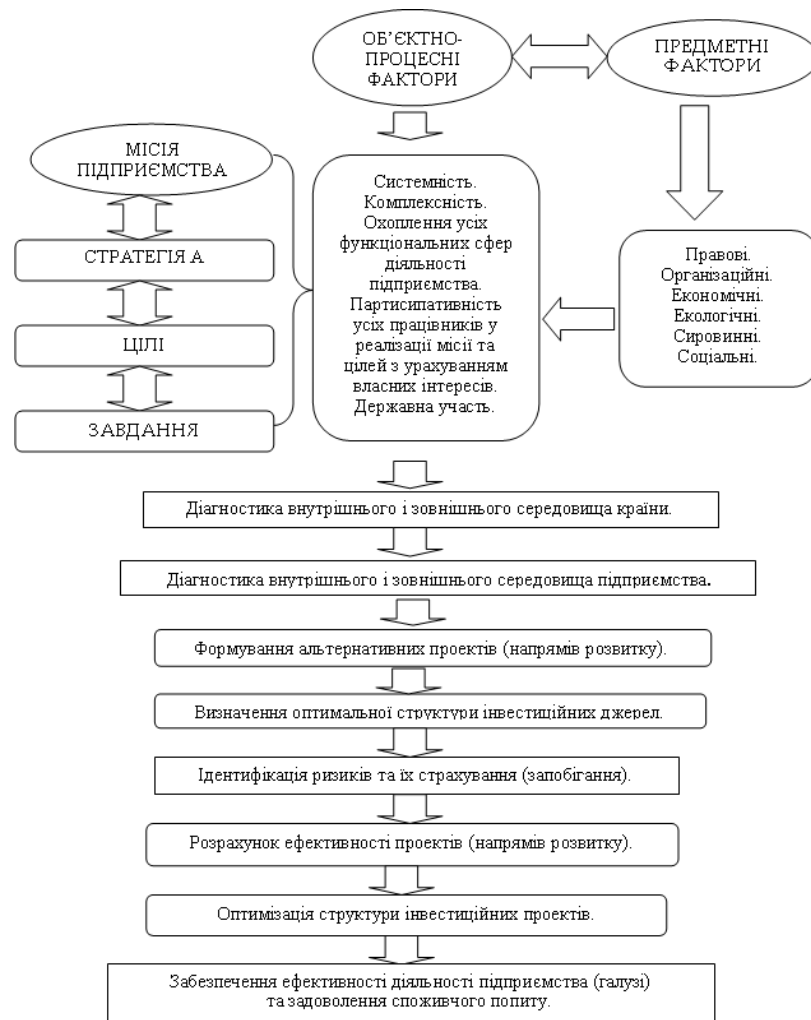 ОБ’ЄКТНО-
ПРОЦЕСНІ
ФАКТОРИ
ПРЕДМЕТНІ
ФАКТОРИ
МІСІЯ
ПІДПРИЄМСТВА
СТРАТЕГІЯ А
ЦІЛІ
ЗАВДАННЯ
Системність.
Комплексність.
Охоплення усіх
функціональних сфер
діяльності
підприємства.
Партисипативність
усіх працівників у
реалізації місії та
цілей з урахуванням
власних інтересів.
Державна участь.
Правові.
Організаційні.
Економічні.
Екологічні.
Сировинні.
Соціальні.
Діагностика внутрішнього і зовнішнього середовища країни.
Діагностика внутрішнього і зовнішнього середовища підприємства.
Формування альтернативних проектів (напрямів розвитку).
Визначення оптимальної структури інвестиційних джерел.
Ідентифікація ризиків та їх страхування (запобігання).
Розрахунок ефективності проектів (напрямів розвитку).
Оптимізація структури інвестиційних проектів.
Забезпечення ефективності діяльності підприємства (галузі)
та задоволення споживчого попиту.